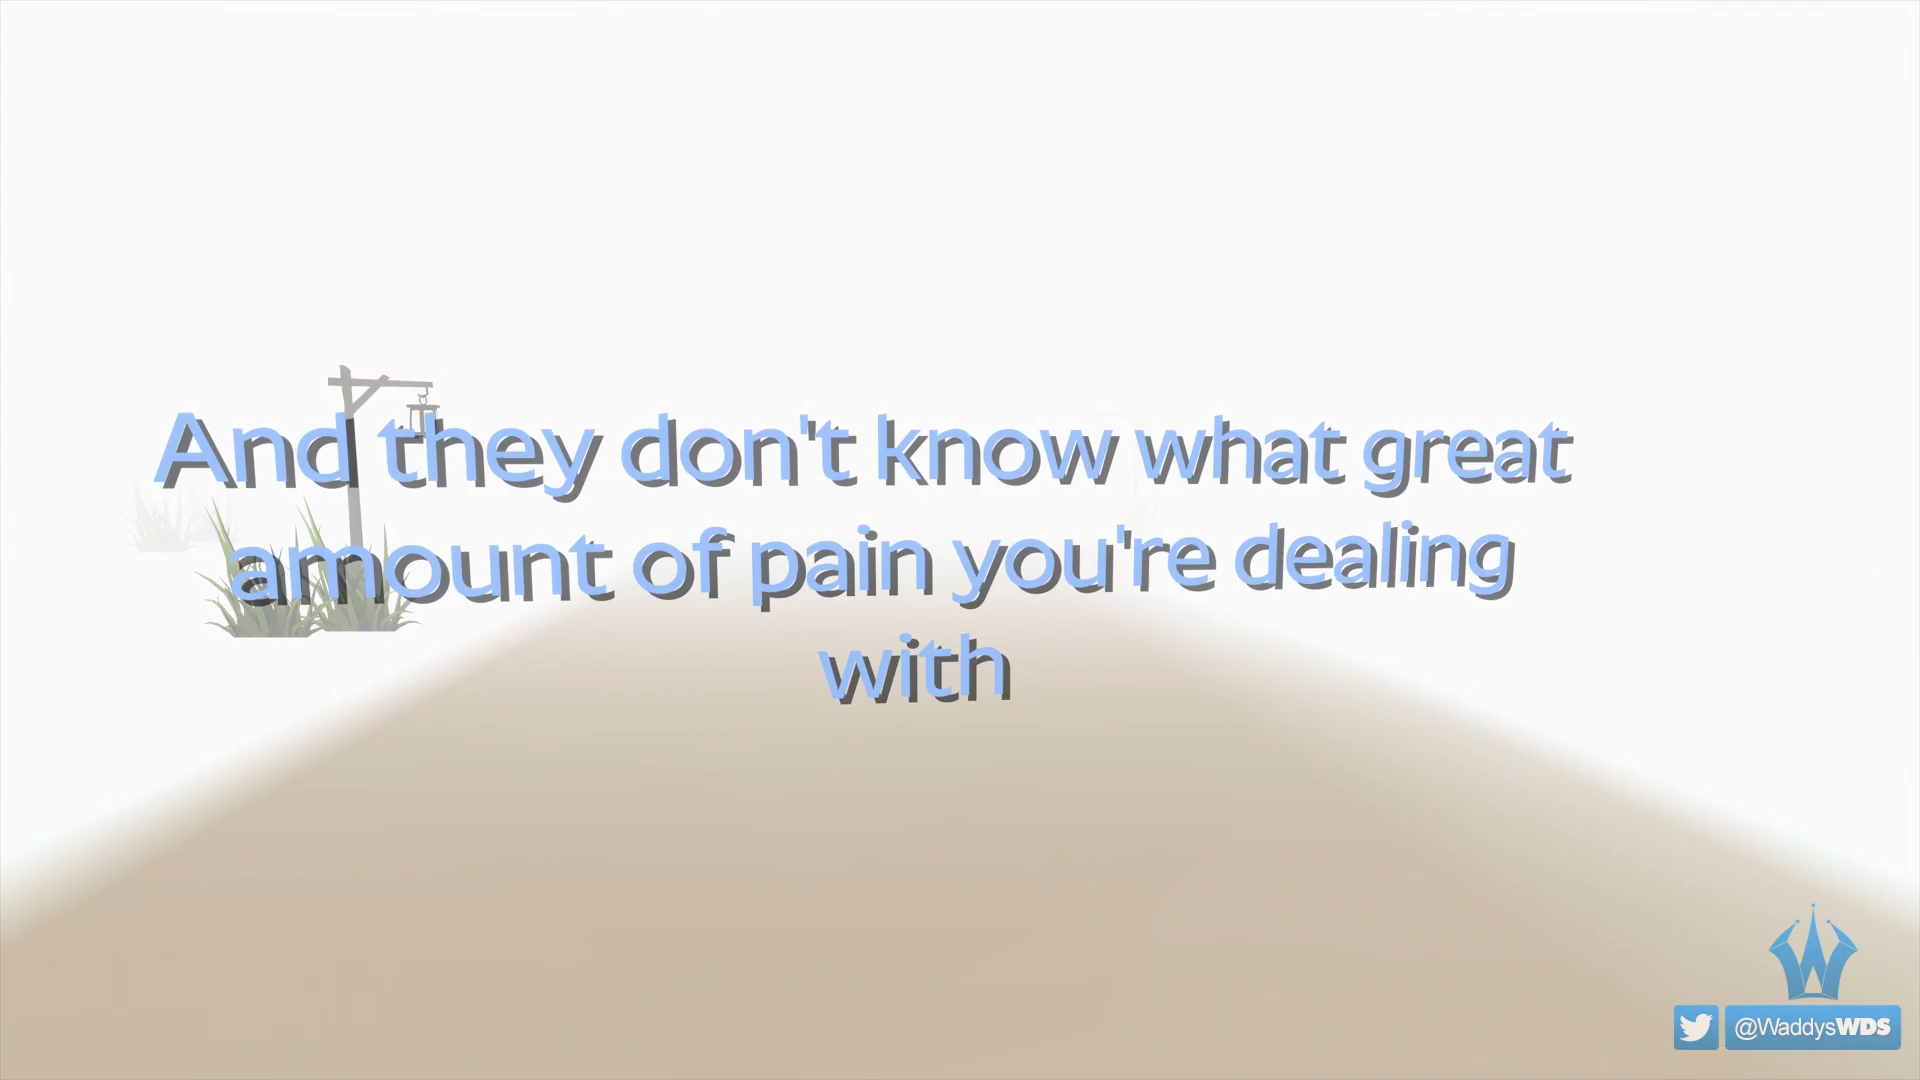 And they don't know what great
amount of pain you're dealing
with
@WaddysWDS